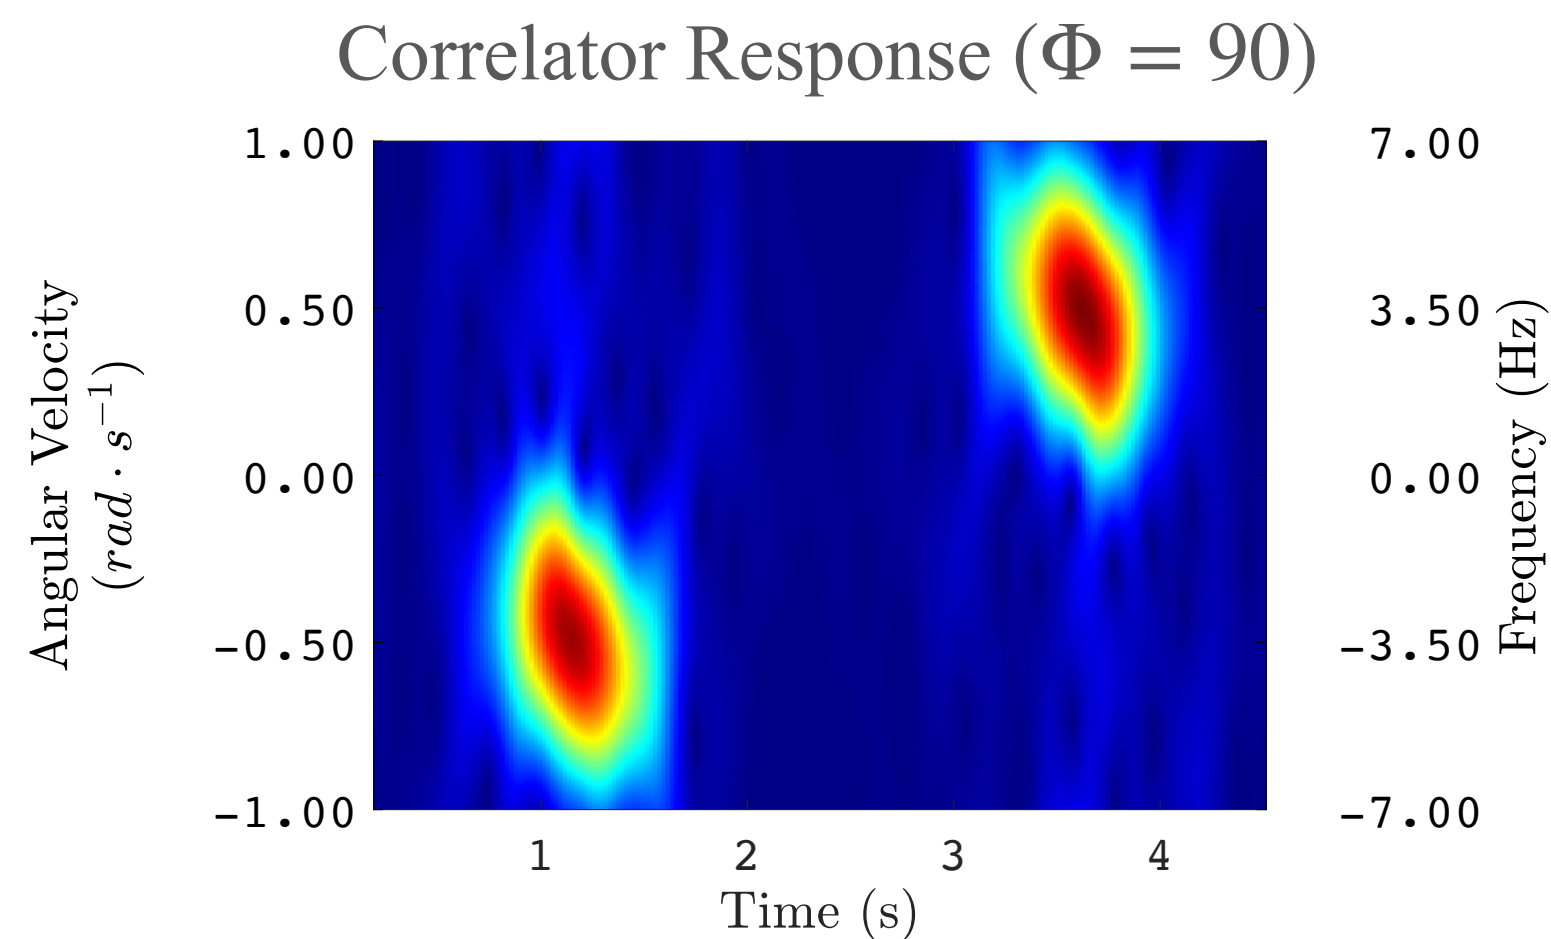 Correlator Response (Φ = 90)
Angular Velocity
(rad · s⁻¹)
1.00
0.50
0.00
−0.50
−1.00
7.00
3.50
0.00
−3.50
−7.00
Frequency (Hz)
1 2 3 4
Time (s)